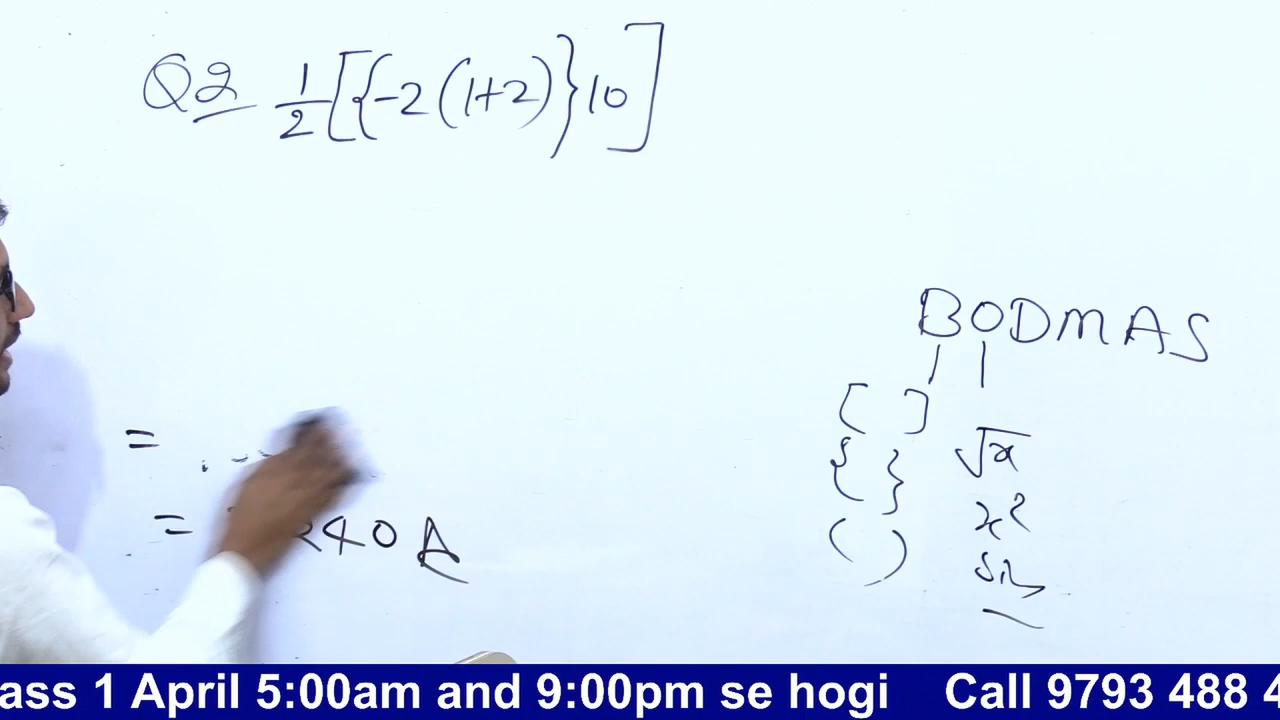 Q2 1/2[{-2(1+2)}10]
BODMAS
[ ]
{ }
( )
√x
x²
sin
=
= 240 A
ass 1 April 5:00am and 9:00pm se hogi Call 9793 488 4